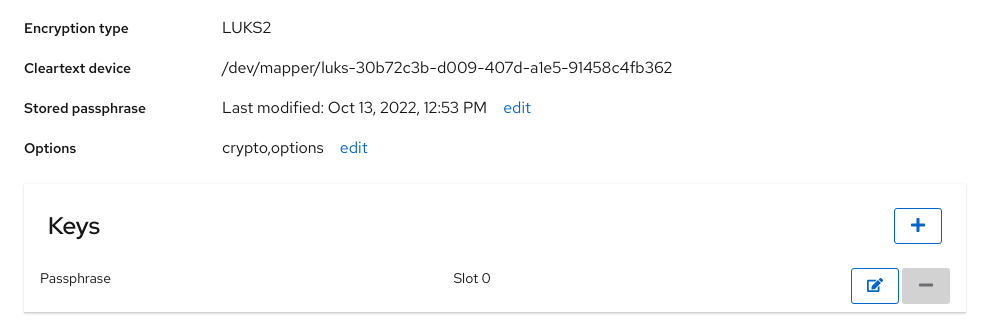 Encryption type LUKS2
Cleartext device /dev/mapper/luks-30b72c3b-d009-407d-a1e5-91458c4fb362
Stored passphrase Last modified: Oct 13, 2022, 12:53 PM edit
Options crypto,options edit
Keys
Passphrase Slot 0